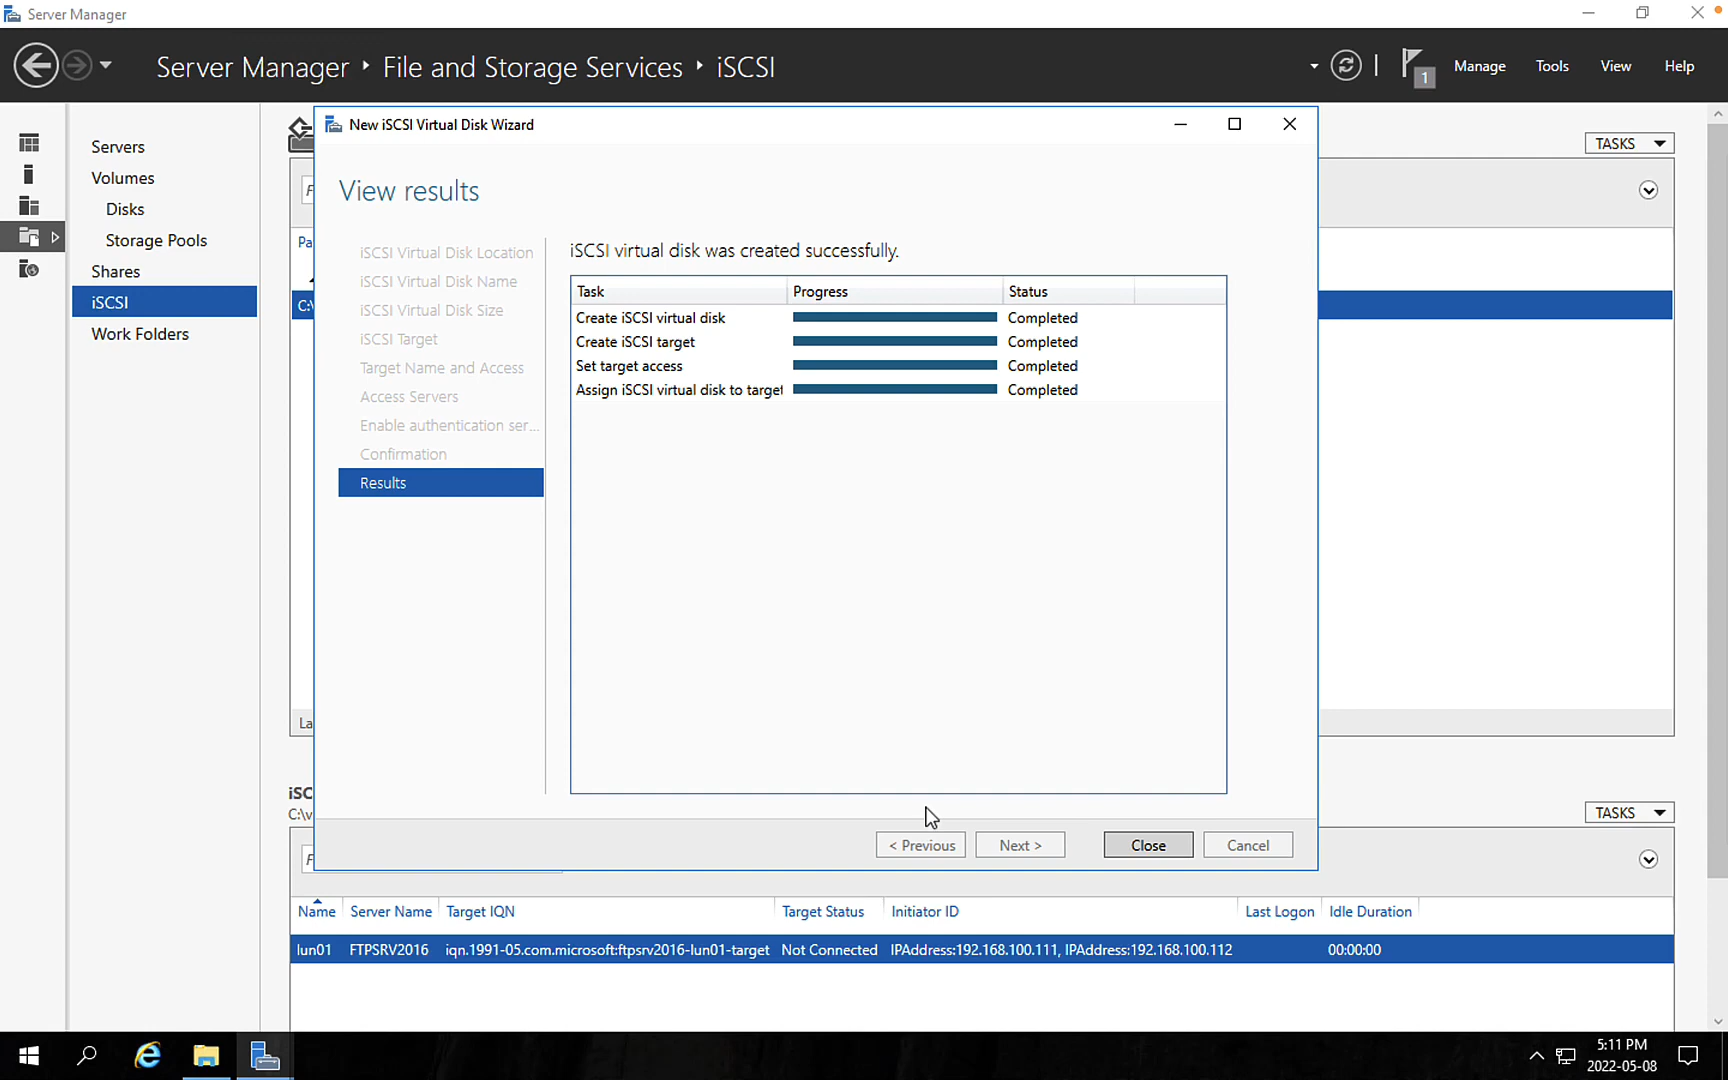 Server Manager
Server Manager ‣ File and Storage Services ‣ iSCSI
1
Manage
Tools
View
Help
Servers
Volumes
Disks
Storage Pools
Shares
iSCSI
Work Folders
TASKS
New iSCSI Virtual Disk Wizard
View results
iSCSI Virtual Disk Location
iSCSI Virtual Disk Name
iSCSI Virtual Disk Size
iSCSI Target
Target Name and Access
Access Servers
Enable authentication ser...
Confirmation
Results
iSCSI virtual disk was created successfully.
Task Progress Status
Create iSCSI virtual disk Completed
Create iSCSI target Completed
Set target access Completed
Assign iSCSI virtual disk to target Completed
< Previous
Next >
Close
Cancel
Pa
C:\
La
iSC
C:\v
TASKS
Name Server Name Target IQN Target Status Initiator ID Last Logon Idle Duration
lun01 FTPSRV2016 iqn.1991-05.com.microsoft:ftpsrv2016-lun01-target Not Connected IPAddress:192.168.100.111, IPAddress:192.168.100.112 00:00:00
5:11 PM
2022-05-08